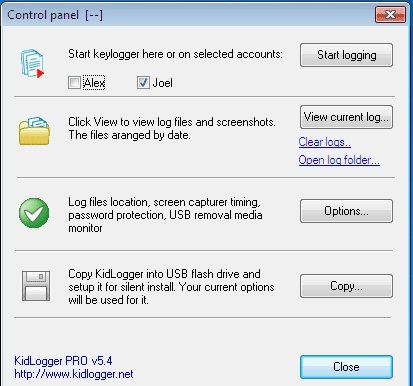 Control panel [--]
Start keylogger here or on selected accounts:
Start logging
Alex
Joel
Click View to view log files and screenshots.
The files aranged by date.
View current log...
Clear logs..
Open log folder...
Log files location, screen capturer timing,
password protection, USB removal media
monitor
Options...
Copy KidLogger into USB flash drive and
setup it for silent install. Your current options
will be used for it.
Copy...
KidLogger PRO v5.4
http://www.kidlogger.net
Close